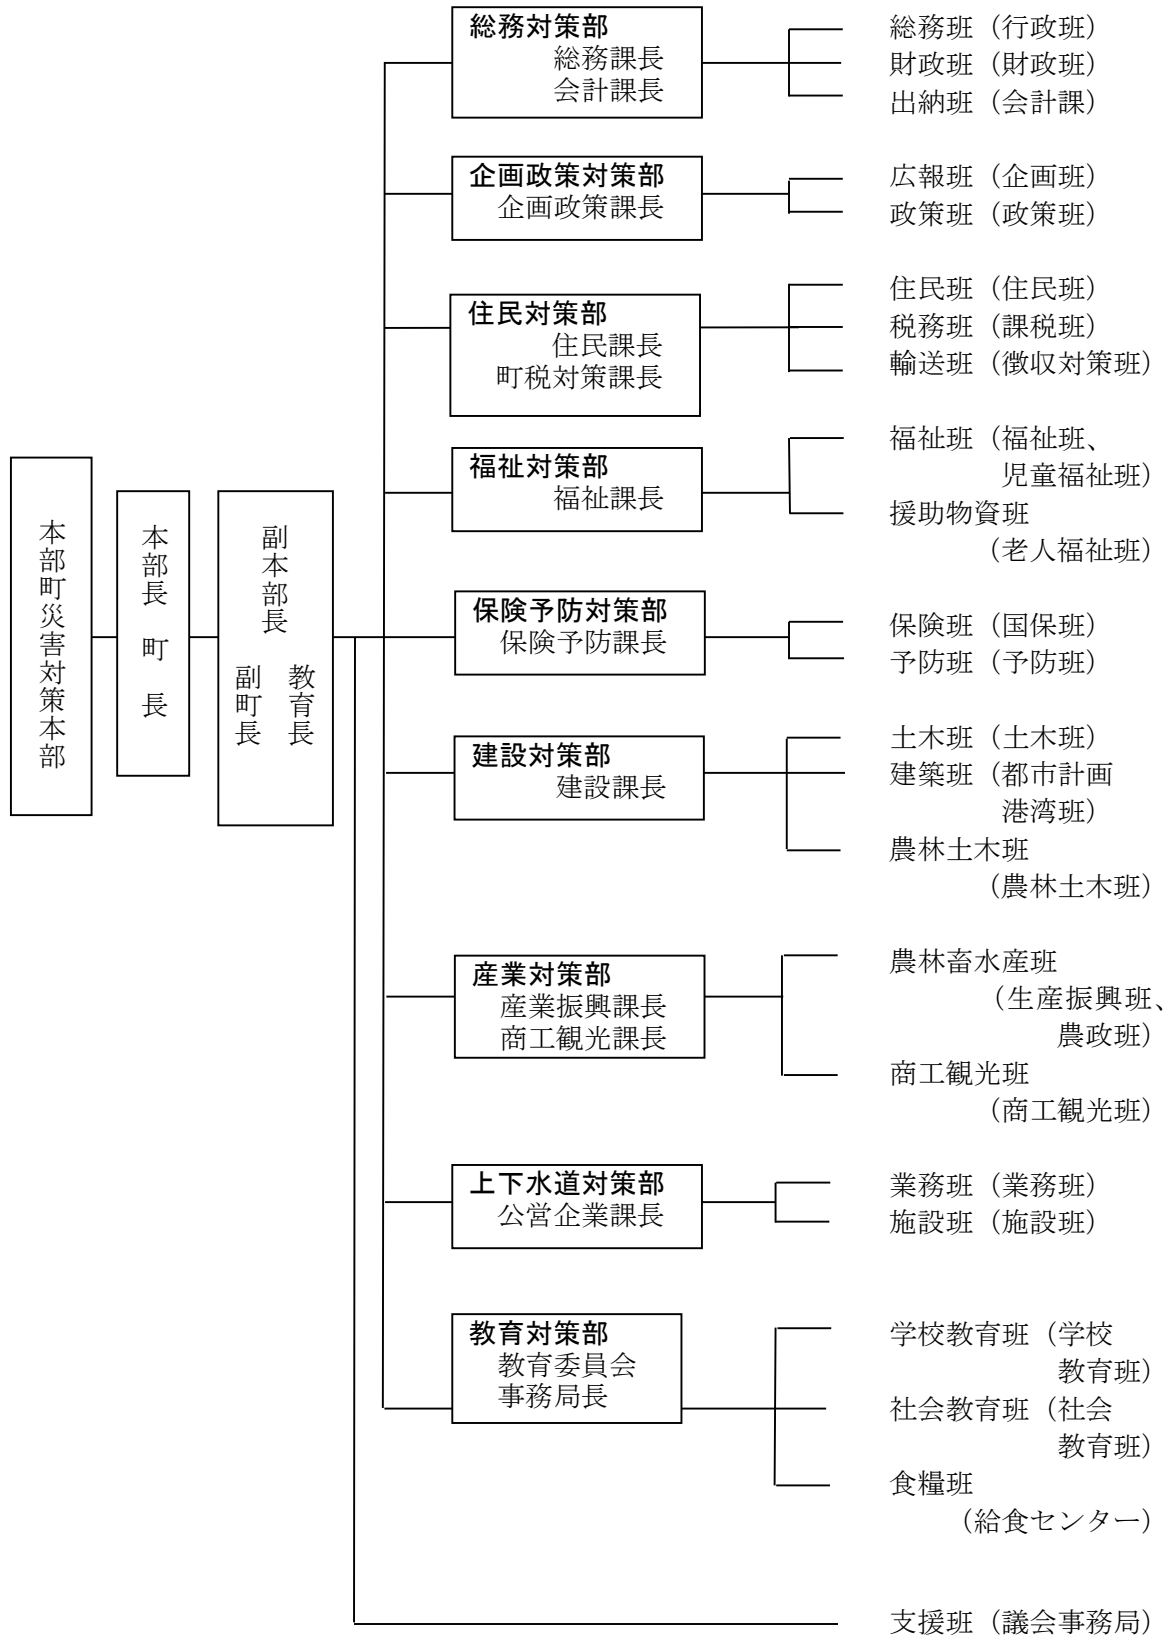 本部町災害対策本部
本部長　町　長
副本部長
副町長　教育長
総務対策部
総務課長
会計課長
総務班（行政班）
財政班（財政班）
出納班（会計課）
企画政策対策部
企画政策課長
広報班（企画班）
政策班（政策班）
住民対策部
住民課長
町税対策課長
住民班（住民班）
税務班（課税班）
輸送班（徴収対策班）
福祉対策部
福祉課長
福祉班（福祉班、
児童福祉班）
援助物資班
（老人福祉班）
保険予防対策部
保険予防課長
保険班（国保班）
予防班（予防班）
建設対策部
建設課長
土木班（土木班）
建築班（都市計画
港湾班）
農林土木班
（農林土木班）
産業対策部
産業振興課長
商工観光課長
農林畜水産班
（生産振興班、
農政班）
商工観光班
（商工観光班）
上下水道対策部
公営企業課長
業務班（業務班）
施設班（施設班）
教育対策部
教育委員会
事務局長
学校教育班（学校
教育班）
社会教育班（社会
教育班）
食糧班
（給食センター）
支援班（議会事務局）